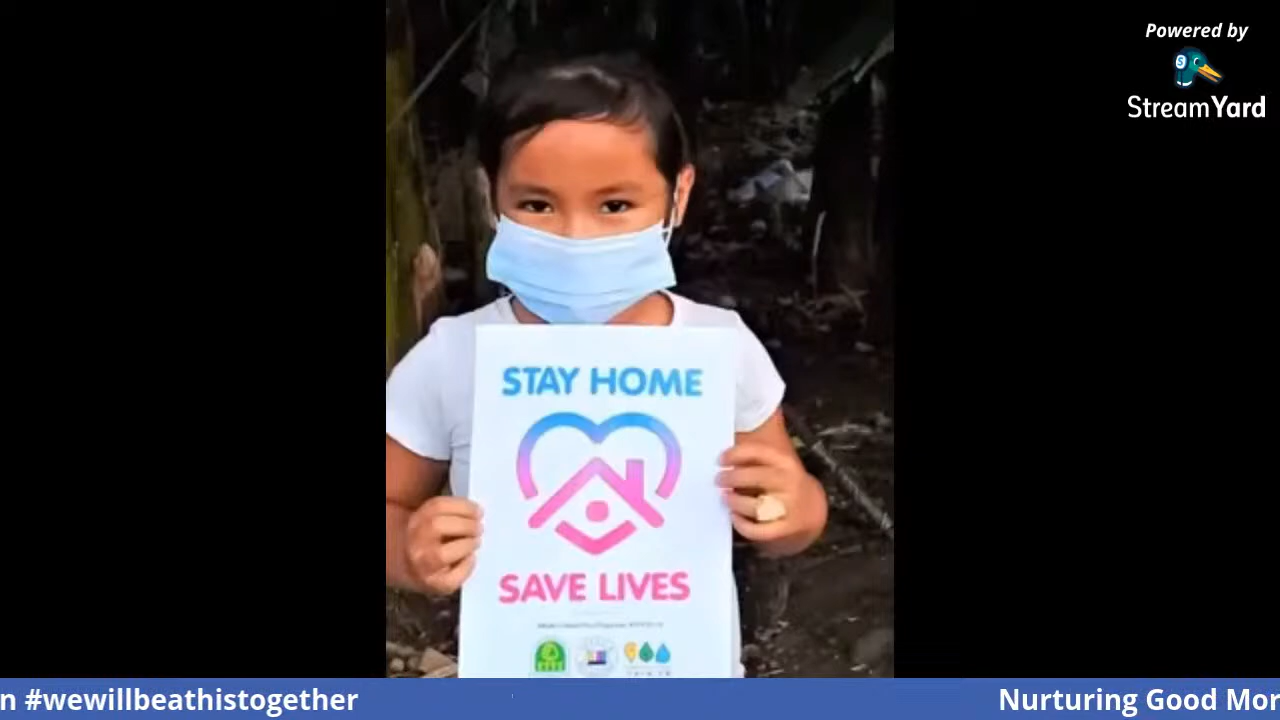 Powered by
StreamYard
STAY HOME
SAVE LIVES
n #wewillbeathistogether
Nurturing Good Mor